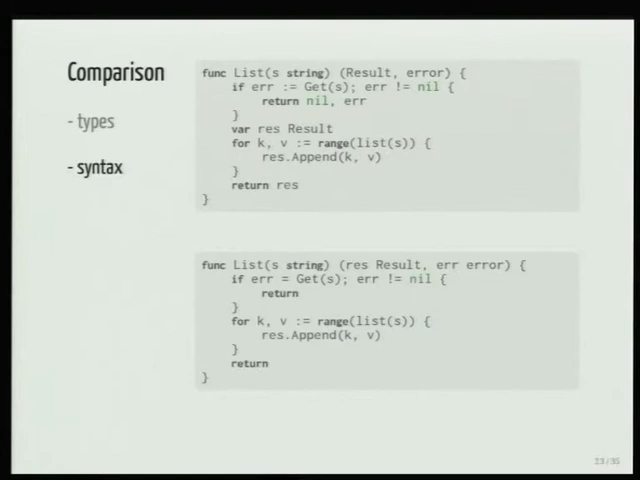 Comparison
- types
- syntax
func List(s string) (Result, error) {
    if err := Get(s); err != nil {
        return nil, err
    }
    var res Result
    for k, v := range(list(s)) {
        res.Append(k, v)
    }
    return res
}
func List(s string) (res Result, err error) {
    if err = Get(s); err != nil {
        return
    }
    for k, v := range(list(s)) {
        res.Append(k, v)
    }
    return
}
23/35